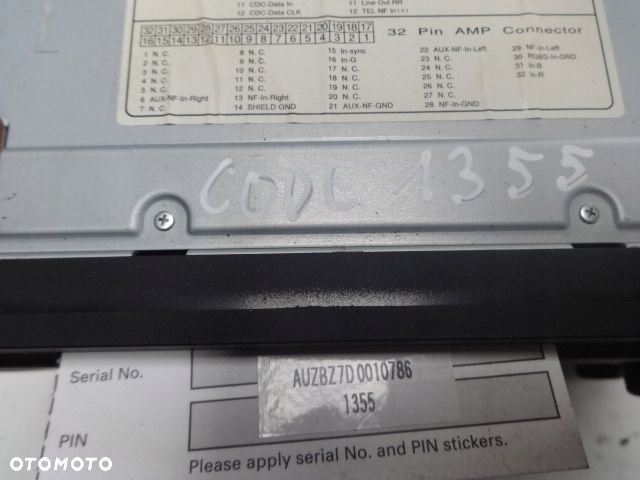 11 CDC-Data In 11 Line Out RR
12 CDC-Data CLK 12 TEL NF In(+)
32 31 30 29 28 27 26 25 24 23 22 21 20 19 18 17
16 15 14 13 12 11 10 9 8 7 6 5 4 3 2 1
32 Pin AMP Connector
1 N.C.
2 N.C.
3 N.C.
4 N.C.
5 N.C.
6 AUX-NF-In-Right
7 N.C.
8 N.C.
9 N.C.
10 N.C.
11 N.C.
12 N.C.
13 NF-In-Right
14 SHIELD GND
15 In-sync
16 In-G
17 N.C.
18 N.C.
19 N.C.
20 N.C.
21 AUX-NF-GND
22 AUX-NF-In-Left
23 N.C.
24 N.C.
25 N.C.
26 N.C.
27 N.C.
28 NF-In-GND
29 NF-In-Left
30 RGBS-In-GND
31 In-B
32 In-R
CODE 1355
Serial No.
AUZBZ7D0010786
1355
PIN
Please apply serial No. and PIN stickers.
OTOMOTO